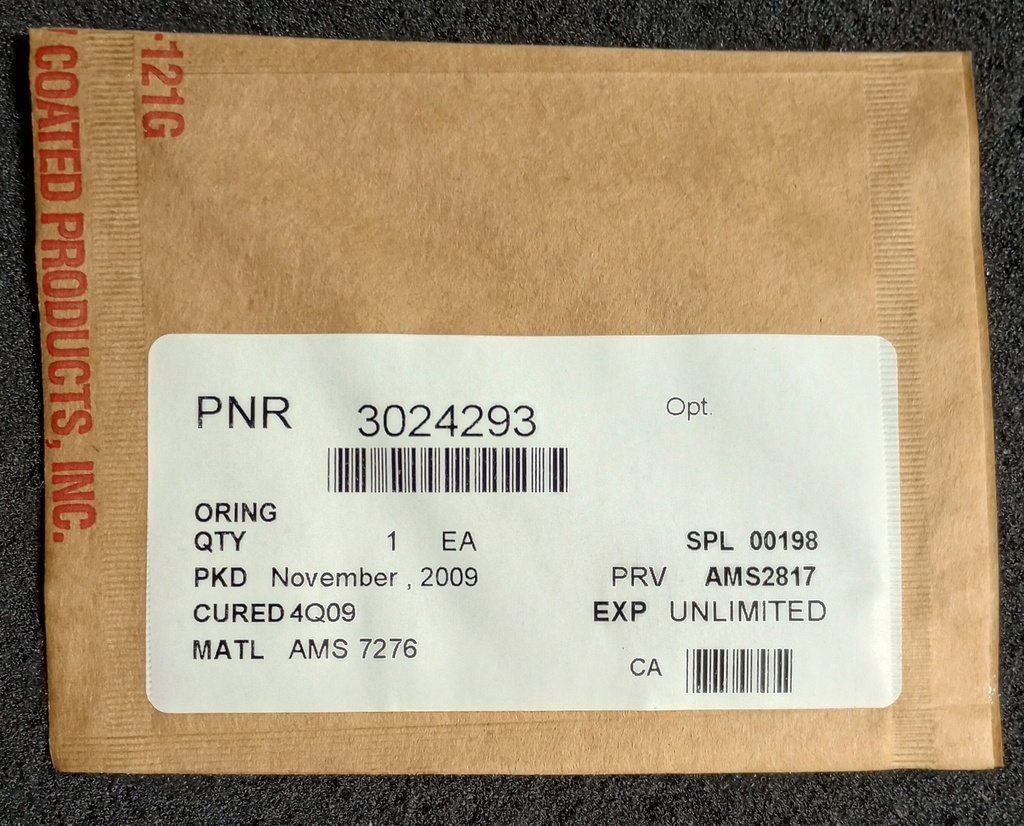 COATED PRODUCTS, INC.
-121G
PNR 3024293 Opt.
ORING
QTY 1 EA SPL 00198
PKD November , 2009 PRV AMS2817
CURED 4Q09 EXP UNLIMITED
MATL AMS 7276
CA